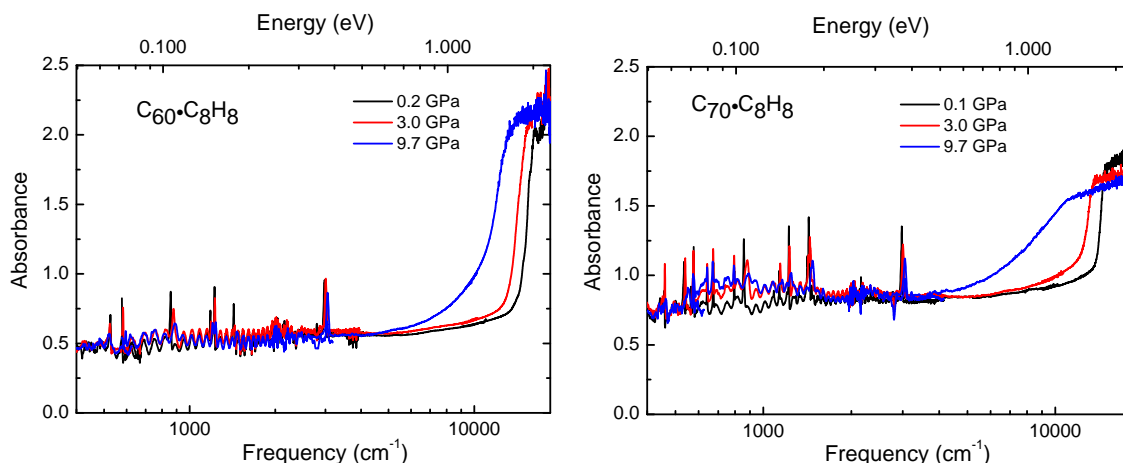 Energy (eV)
0.100
1.000
2.5
2.0
1.5
1.0
0.5
0.0
Absorbance
C60•C8H8
0.2 GPa
3.0 GPa
9.7 GPa
1000
10000
Frequency (cm-1)
Energy (eV)
0.100
1.000
2.5
2.0
1.5
1.0
0.5
0.0
Absorbance
C70•C8H8
0.1 GPa
3.0 GPa
9.7 GPa
1000
10000
Frequency (cm-1)